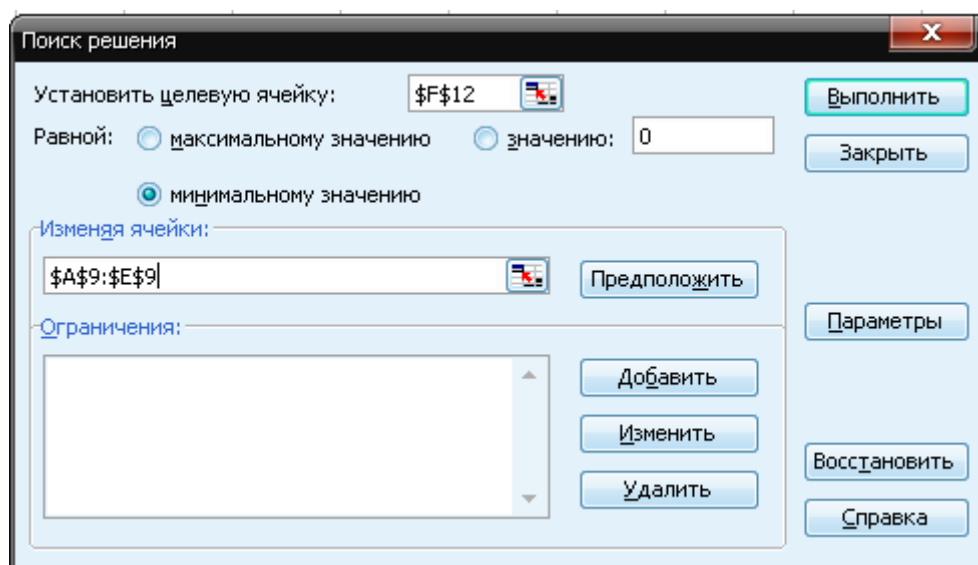 Поиск решения
Установить целевую ячейку: $F$12
Выполнить
Равной: максимальному значению значению: 0
Закрыть
минимальному значению
Изменяя ячейки:
$A$9:$E$9
Предположить
Ограничения:
Параметры
Добавить
Изменить
Восстановить
Удалить
Справка